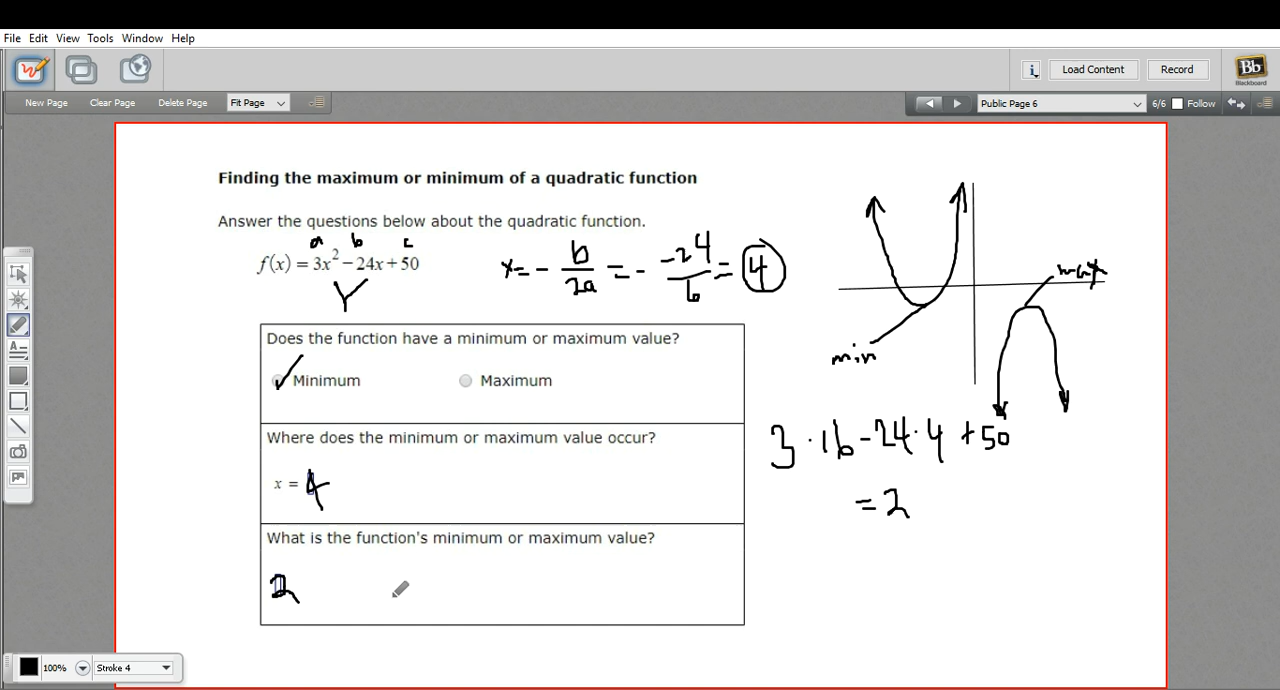 File Edit View Tools Window Help
Load Content Record Bb
Blackboard
New Page Clear Page Delete Page Fit Page Public Page 6 6/6 Follow
Finding the maximum or minimum of a quadratic function
Answer the questions below about the quadratic function.
a b c
f(x) = 3x² − 24x + 50
x = - b/2a = - -24/6 = 4
max
min
Does the function have a minimum or maximum value?
Minimum Maximum
Where does the minimum or maximum value occur?
x = 4
3 · 16 - 24 · 4 + 50
= 2
What is the function's minimum or maximum value?
2
100% Stroke 4